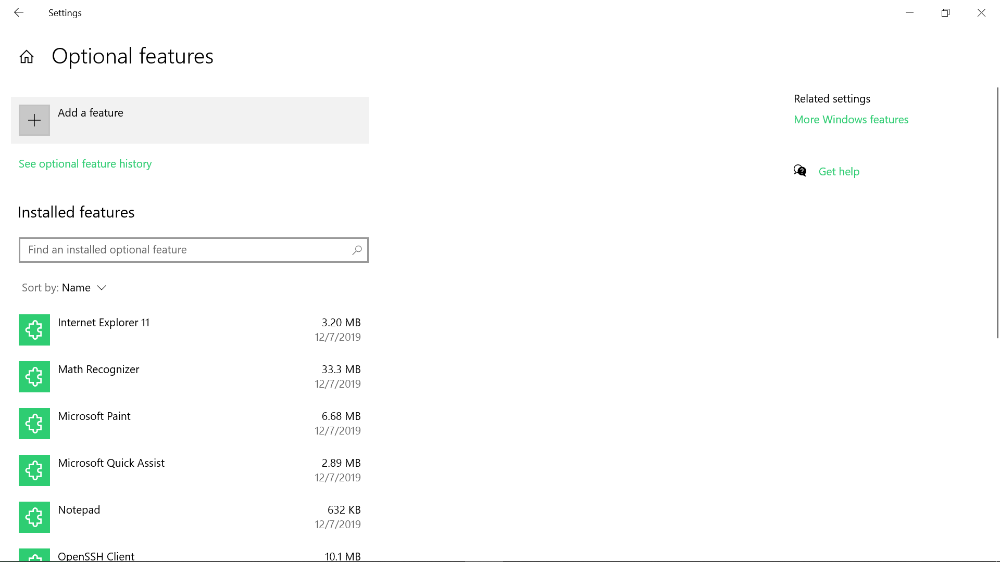 Settings
Optional features
Add a feature
See optional feature history
Installed features
Find an installed optional feature
Sort by: Name
Internet Explorer 11
3.20 MB
12/7/2019
Math Recognizer
33.3 MB
12/7/2019
Microsoft Paint
6.68 MB
12/7/2019
Microsoft Quick Assist
2.89 MB
12/7/2019
Notepad
632 KB
12/7/2019
OpenSSH Client
10.1 MB
Related settings
More Windows features
Get help